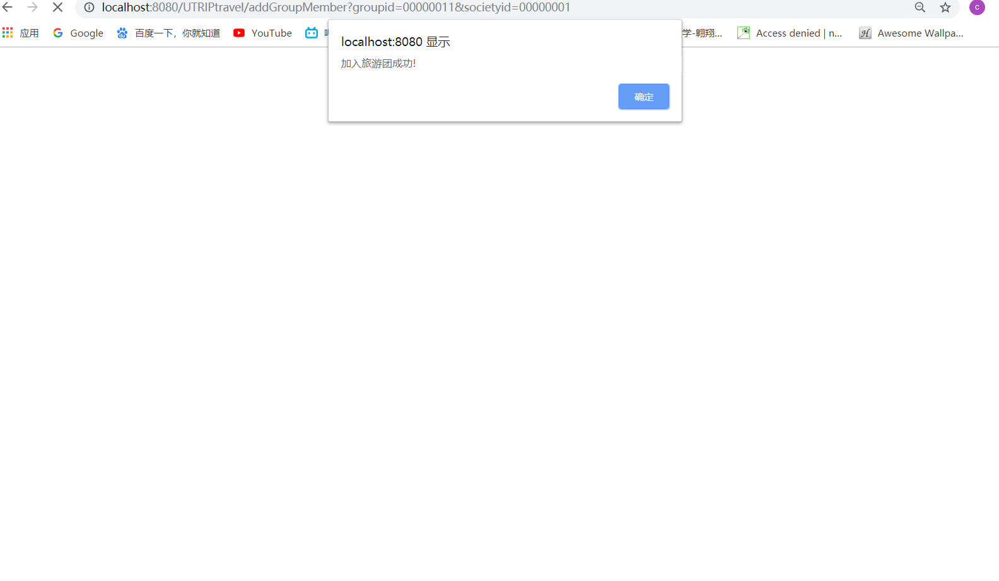 localhost:8080/UTRIPtravel/addGroupMember?groupid=00000011&societyid=00000001
C
应用 Google 百度一下，你就知道 YouTube 学-翱翔... Access denied | n... Awesome Wallpa...
localhost:8080 显示
加入旅游团成功!
确定